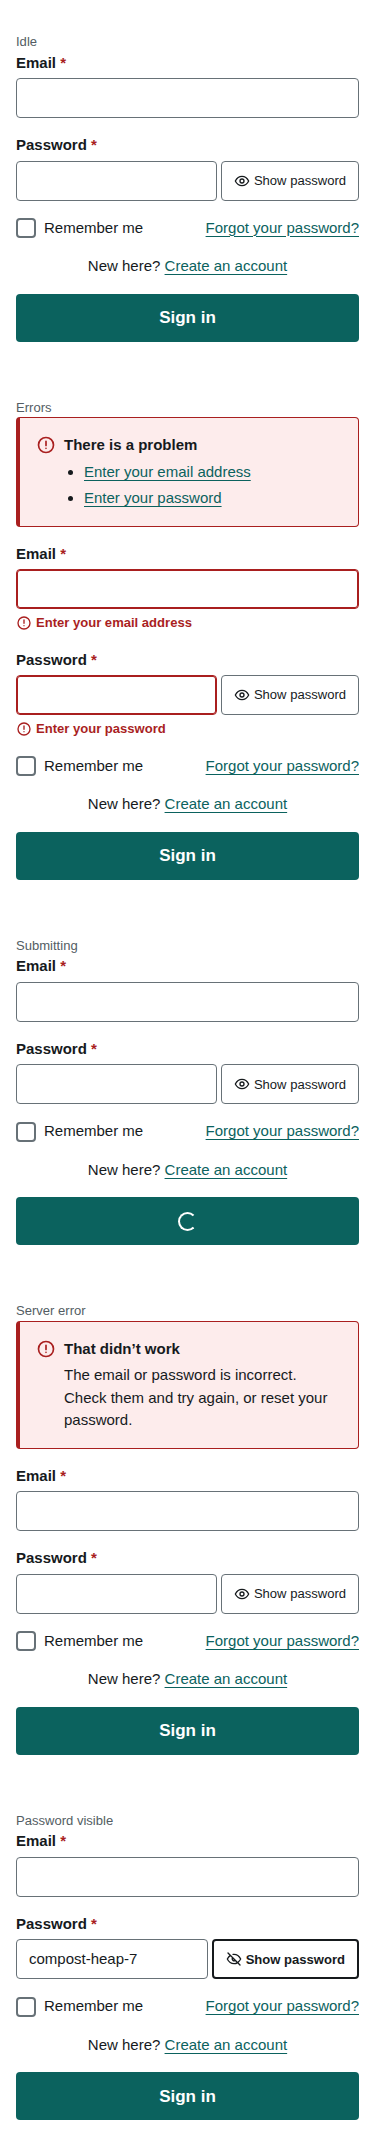 Idle
Email *
Password *
Show password
Remember me Forgot your password?
New here? Create an account
Sign in
Errors
There is a problem
• Enter your email address
• Enter your password
Email *
Enter your email address
Password *
Show password
Enter your password
Remember me Forgot your password?
New here? Create an account
Sign in
Submitting
Email *
Password *
Show password
Remember me Forgot your password?
New here? Create an account
Server error
That didn’t work
The email or password is incorrect.
Check them and try again, or reset your
password.
Email *
Password *
Show password
Remember me Forgot your password?
New here? Create an account
Sign in
Password visible
Email *
Password *
compost-heap-7 Show password
Remember me Forgot your password?
New here? Create an account
Sign in